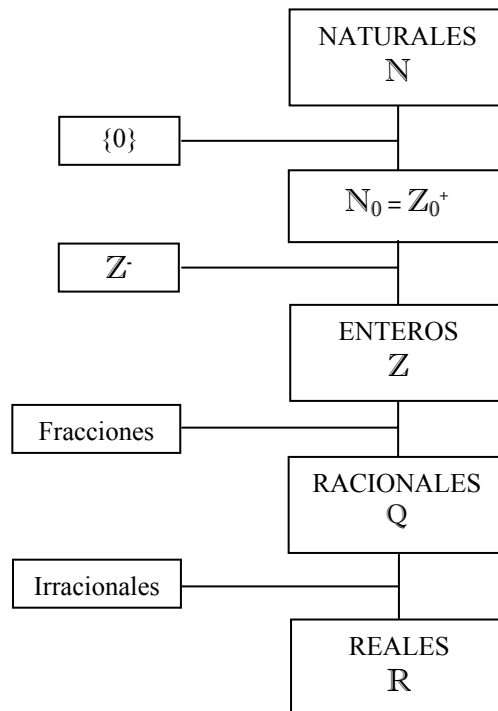 NATURALES
ℕ
{0}
ℕ₀ = ℤ₀⁺
ℤ⁻
ENTEROS
ℤ
Fracciones
RACIONALES
ℚ
Irracionales
REALES
ℝ